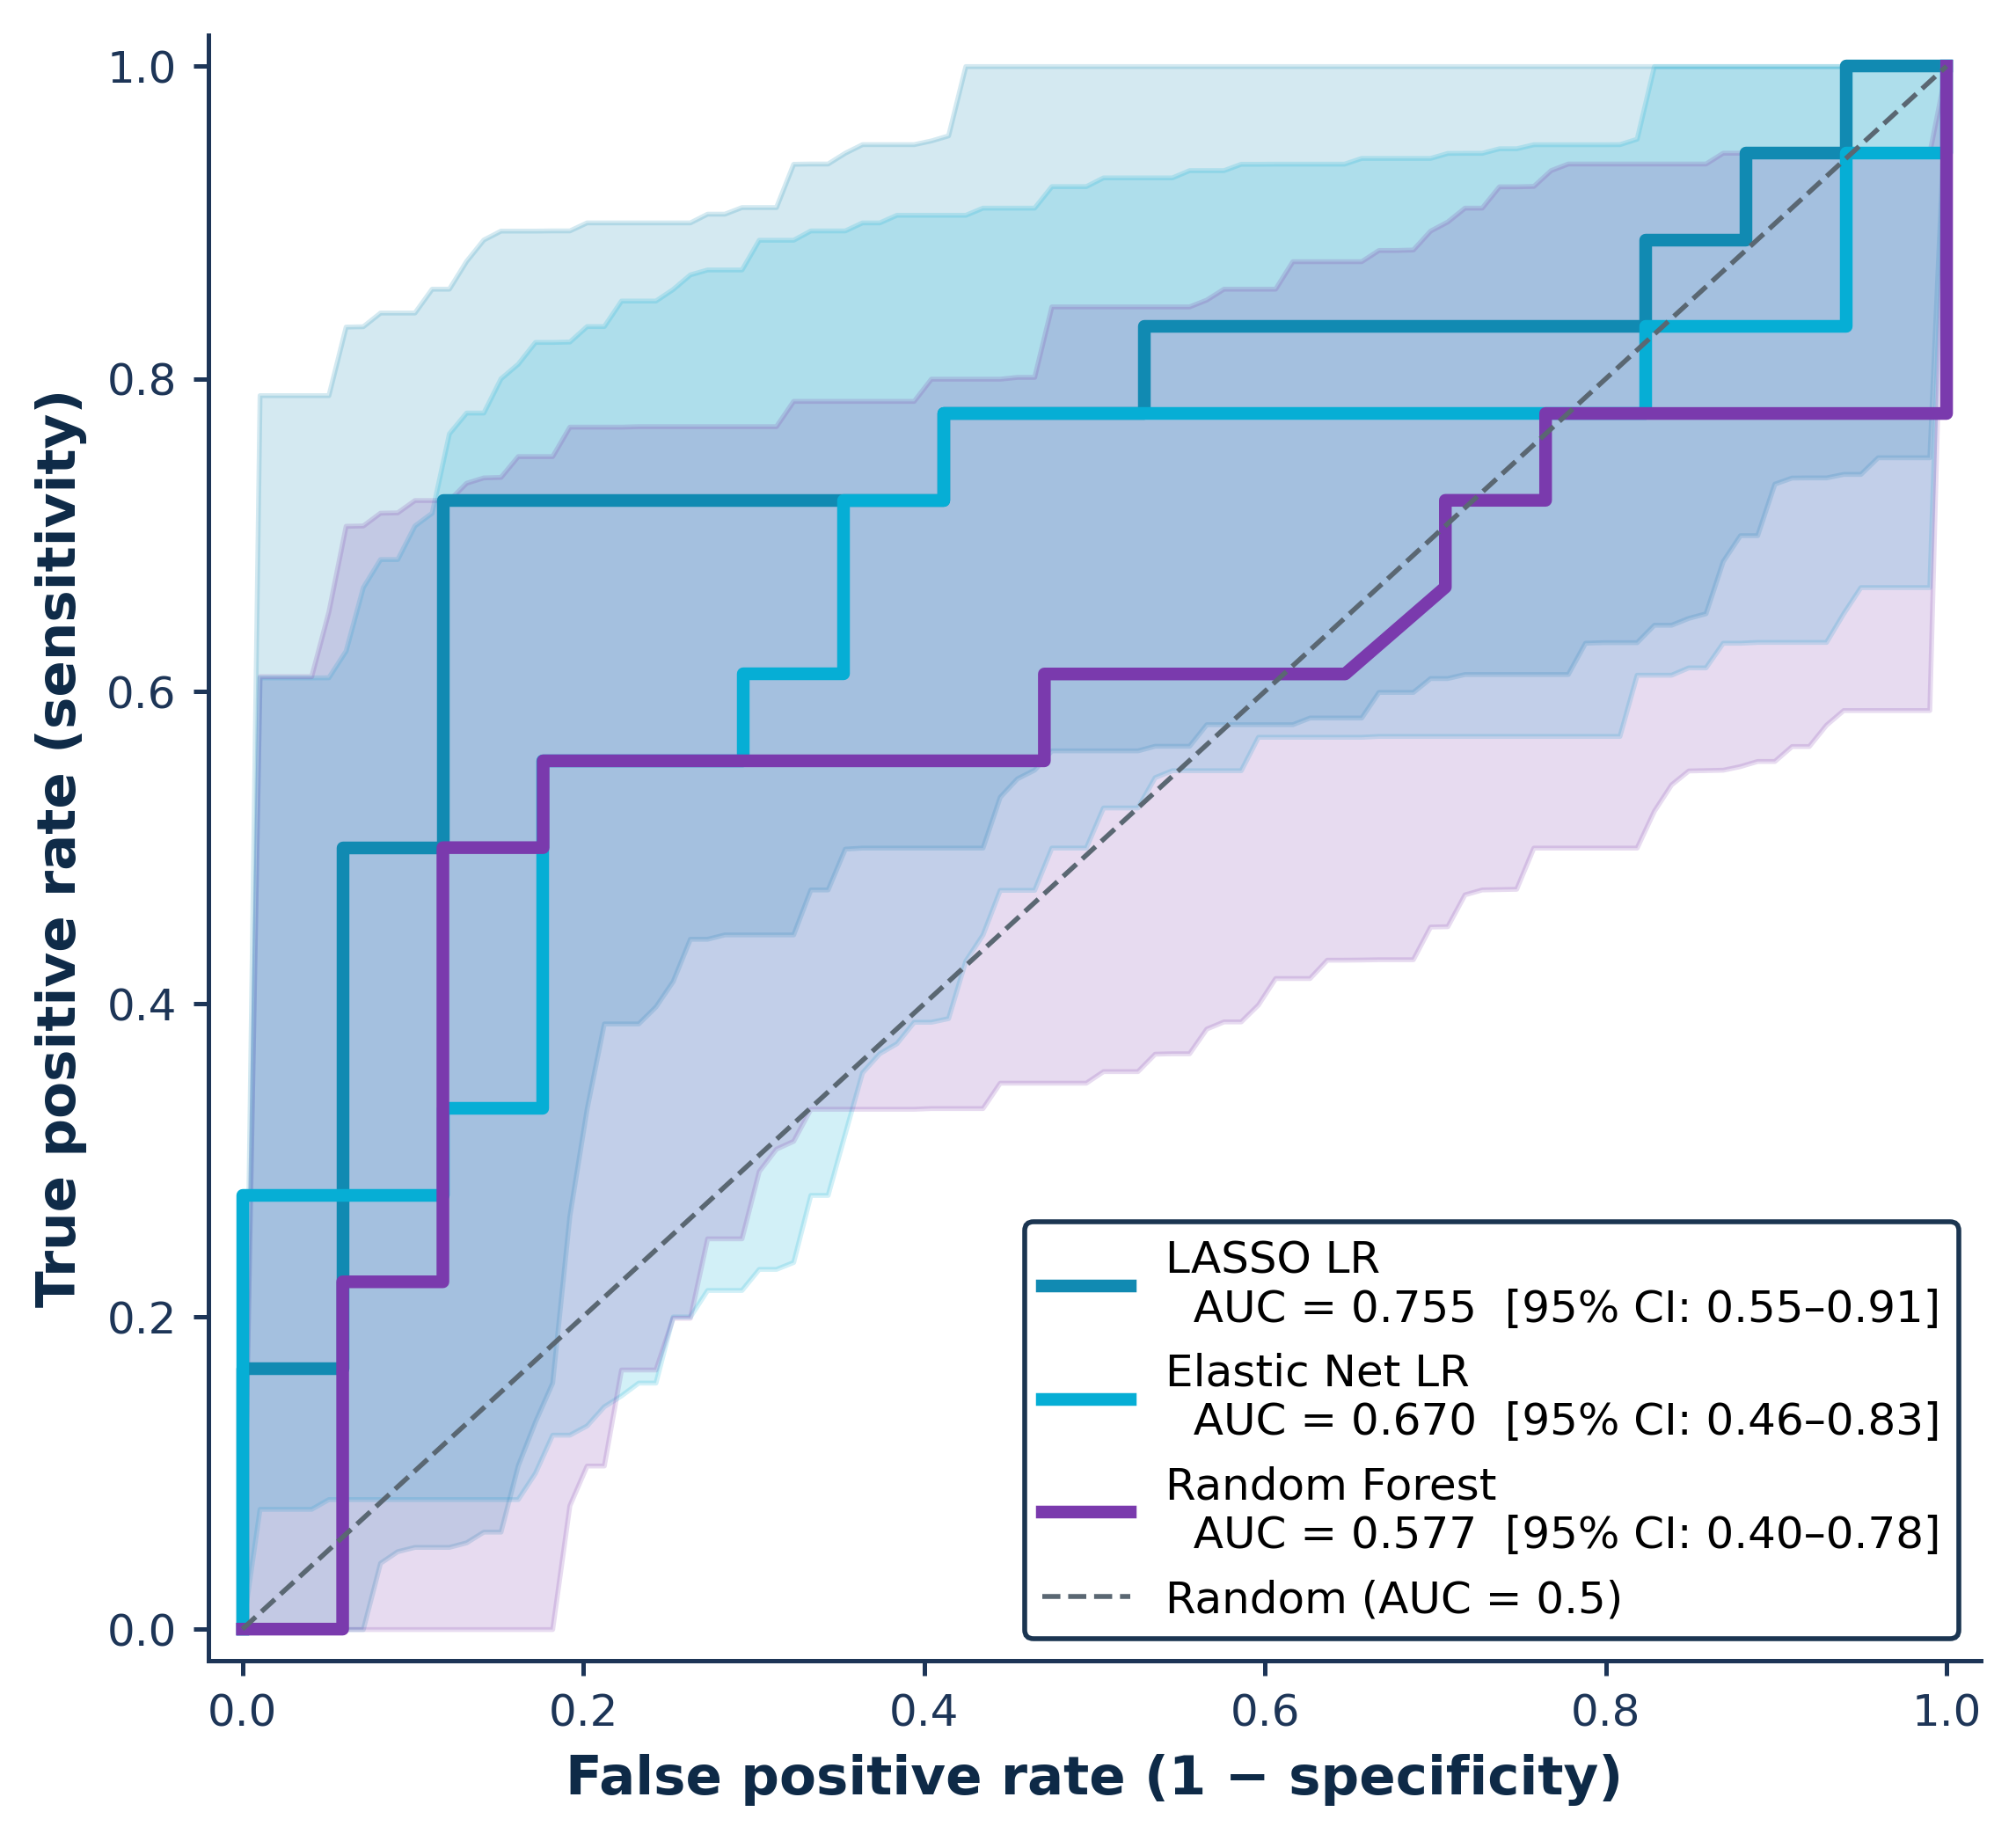 True positive rate (sensitivity)
1.0
0.8
0.6
0.4
0.2
0.0
LASSO LR
AUC = 0.755 [95% CI: 0.55–0.91]
Elastic Net LR
AUC = 0.670 [95% CI: 0.46–0.83]
Random Forest
AUC = 0.577 [95% CI: 0.40–0.78]
Random (AUC = 0.5)
0.0 0.2 0.4 0.6 0.8 1.0
False positive rate (1 − specificity)